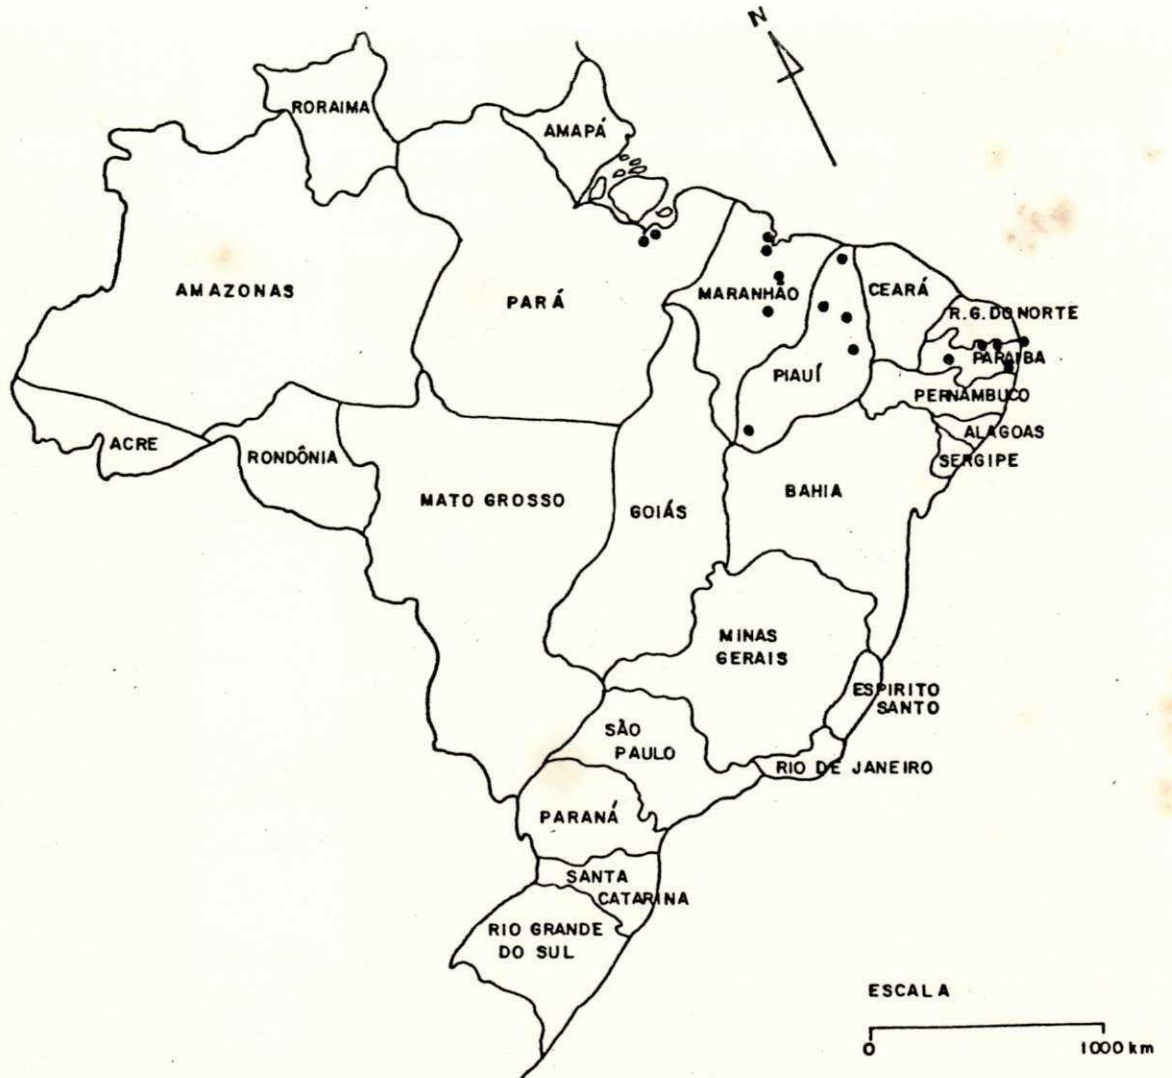 N
RORAIMA
AMAPÁ
AMAZONAS
PARÁ
MARANHÃO
CEARÁ
R.G. DO NORTE
PARAIBA
PIAUÍ
PERNAMBUCO
ALAGOAS
SERGIPE
ACRE
RONDÔNIA
MATO GROSSO
GOIÁS
BAHIA
MINAS
GERAIS
ESPIRITO
SANTO
SÃO
PAULO
RIO DE JANEIRO
PARANÁ
SANTA
CATARINA
RIO GRANDE
DO SUL
ESCALA
0 1000 km